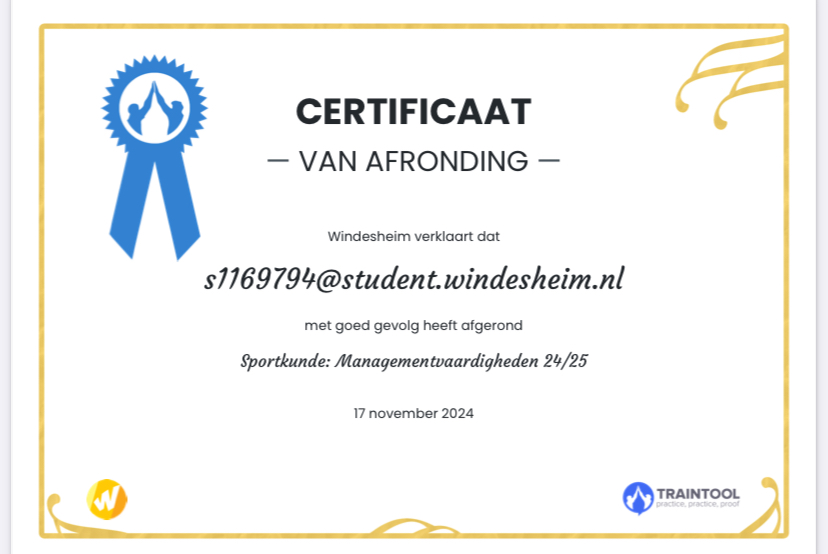 CERTIFICAAT
— VAN AFRONDING —
Windesheim verklaart dat
s1169794@student.windesheim.nl
met goed gevolg heeft afgerond
Sportkunde: Managementvaardigheden 24/25
17 november 2024
W
TRAINTOOL
practice, practice, proof